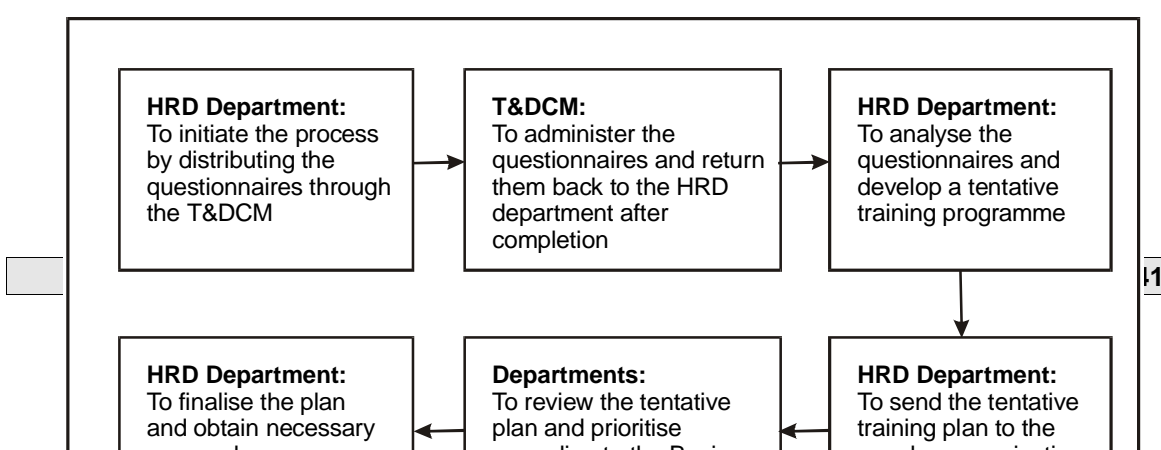 HRD Department:
To initiate the process
by distributing the
questionnaires through
the T&DCM
T&DCM:
To administer the
questionnaires and return
them back to the HRD
department after
completion
HRD Department:
To analyse the
questionnaires and
develop a tentative
training programme
41
HRD Department:
To send the tentative
training plan to the
Departments:
To review the tentative
plan and prioritise
HRD Department:
To finalise the plan
and obtain necessary